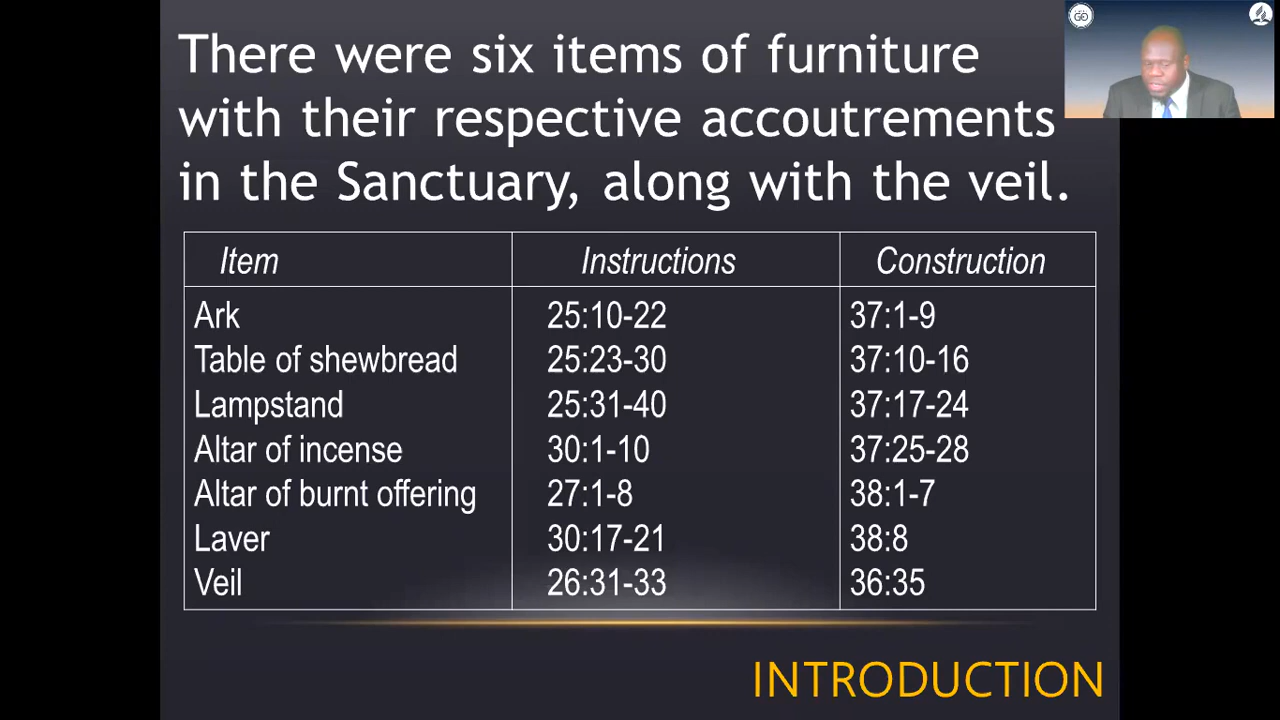 There were six items of furniture
with their respective accoutrements
in the Sanctuary, along with the veil.
Item Instructions Construction
Ark 25:10-22 37:1-9
Table of shewbread 25:23-30 37:10-16
Lampstand 25:31-40 37:17-24
Altar of incense 30:1-10 37:25-28
Altar of burnt offering 27:1-8 38:1-7
Laver 30:17-21 38:8
Veil 26:31-33 36:35
INTRODUCTION